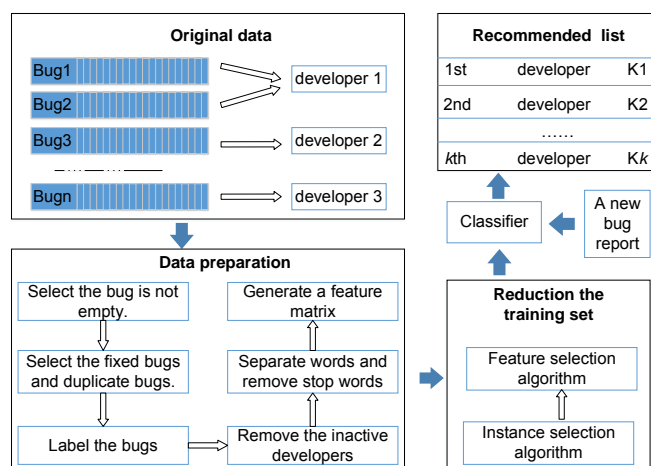 Original data
Bug1
Bug2
developer 1
Bug3
developer 2
Bugn
developer 3
Recommended list
1st developer K1
2nd developer K2
......
kth developer Kk
Classifier
A new
bug
report
Data preparation
Select the bug is not
empty.
Select the fixed bugs
and duplicate bugs.
Label the bugs
Remove the inactive
developers
Separate words and
remove stop words
Generate a feature
matrix
Reduction the
training set
Feature selection
algorithm
Instance selection
algorithm